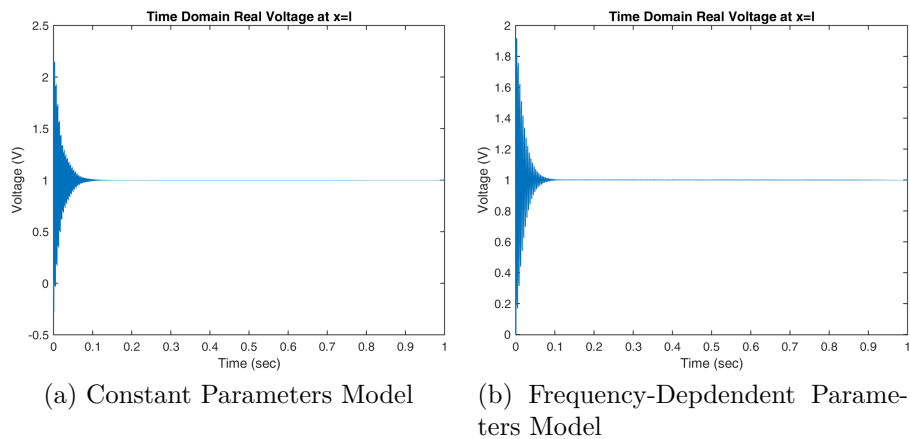 Time Domain Real Voltage at x=l
2.5
2
1.5
1
0.5
0
-0.5
Voltage (V)
0 0.1 0.2 0.3 0.4 0.5 0.6 0.7 0.8 0.9 1
Time (sec)
(a) Constant Parameters Model
Time Domain Real Voltage at x=l
2
1.8
1.6
1.4
1.2
1
0.8
0.6
0.4
0.2
0
Voltage (V)
0 0.1 0.2 0.3 0.4 0.5 0.6 0.7 0.8 0.9 1
Time (sec)
(b) Frequency-Depdendent Parame-
ters Model